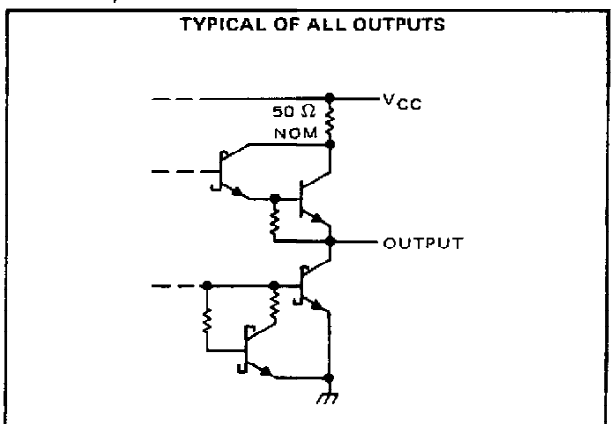 TYPICAL OF ALL OUTPUTS
VCC
50 Ω
NOM
OUTPUT